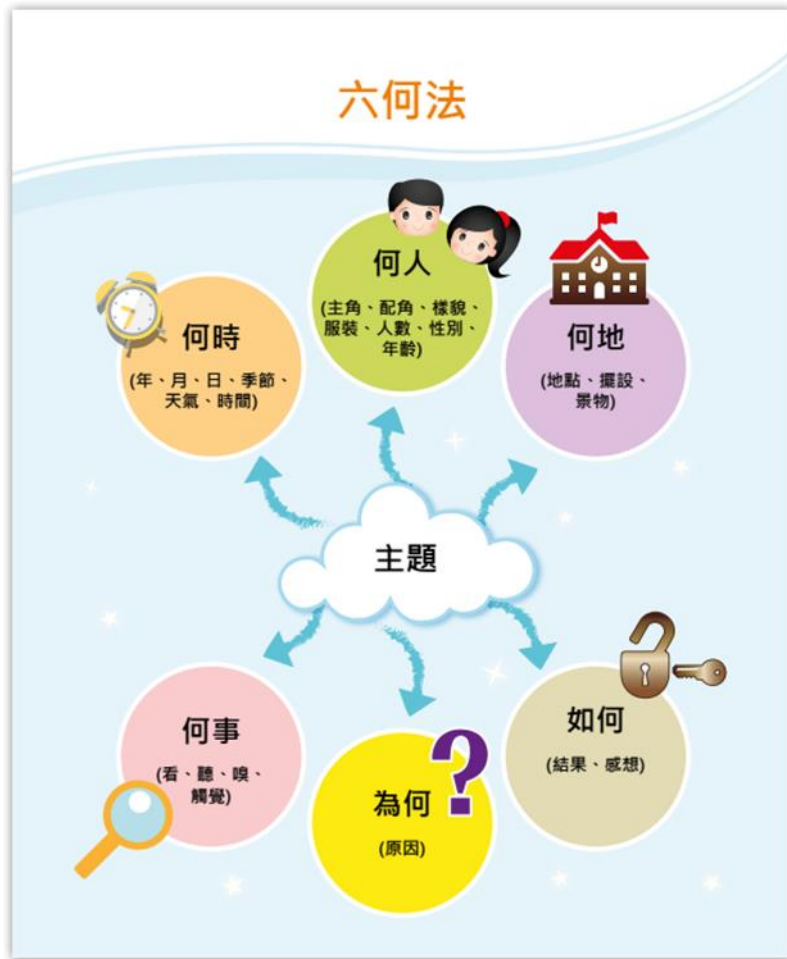 六何法
何人
(主角、配角、樣貌、
服裝、人數、性別、
年齡)
何時
(年、月、日、季節、
天氣、時間)
何地
(地點、擺設、
景物)
主題
何事
(看、聽、嗅、
觸覺)
為何
(原因)
如何
(結果、感想)
?